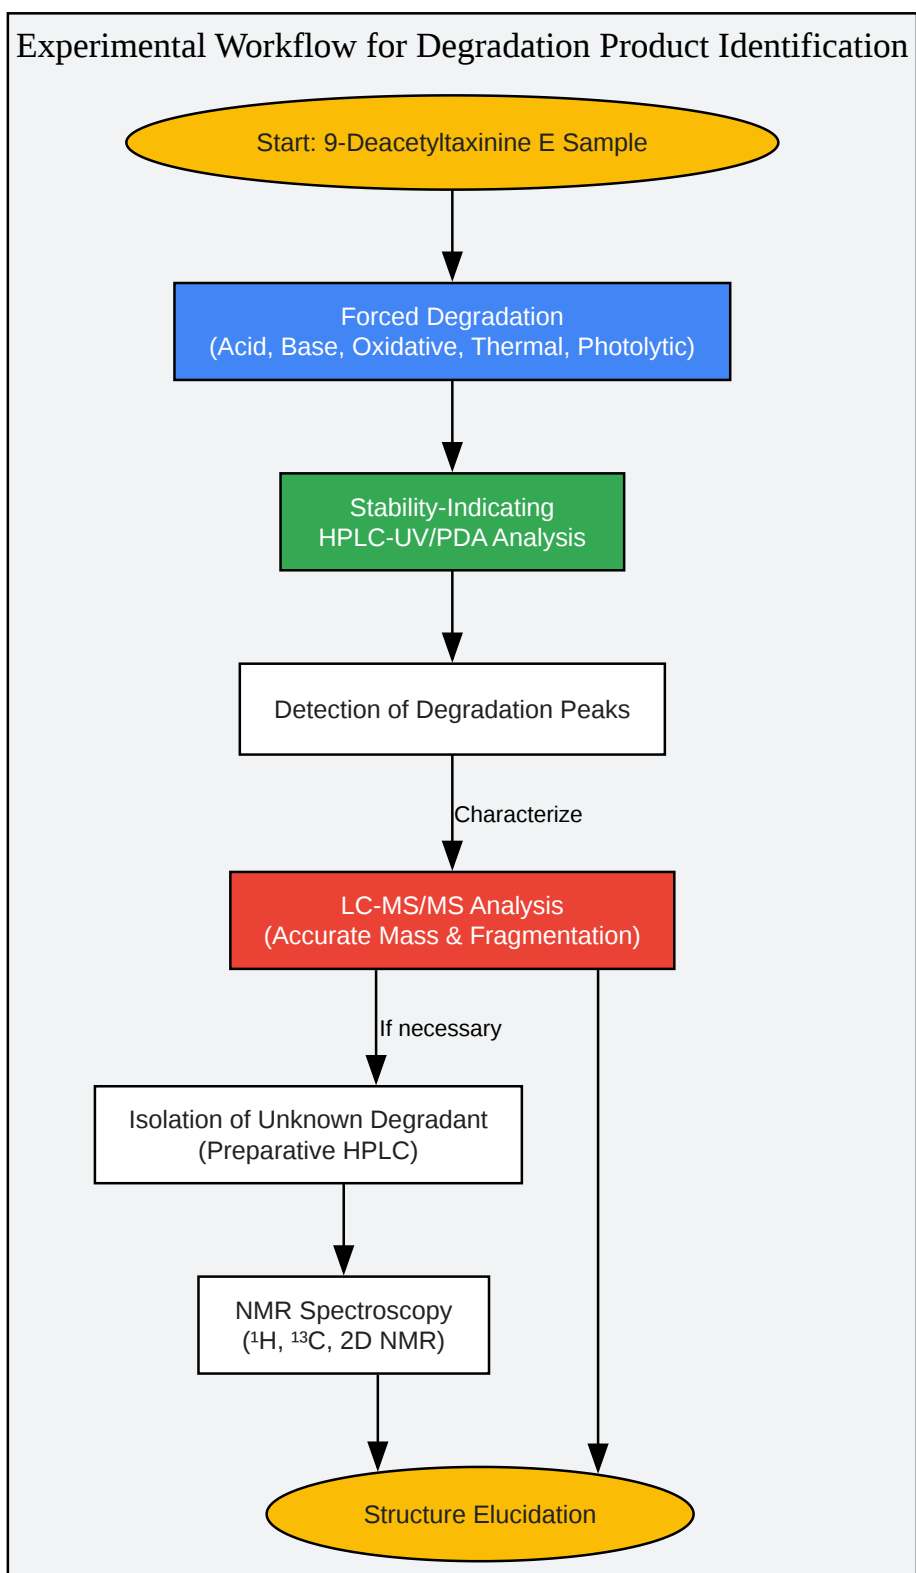 Experimental Workflow for Degradation Product Identification
Start: 9-Deacetyltaxinine E Sample
Forced Degradation
(Acid, Base, Oxidative, Thermal, Photolytic)
Stability-Indicating
HPLC-UV/PDA Analysis
Detection of Degradation Peaks
Characterize
LC-MS/MS Analysis
(Accurate Mass & Fragmentation)
If necessary
Isolation of Unknown Degradant
(Preparative HPLC)
NMR Spectroscopy
(¹H, ¹³C, 2D NMR)
Structure Elucidation